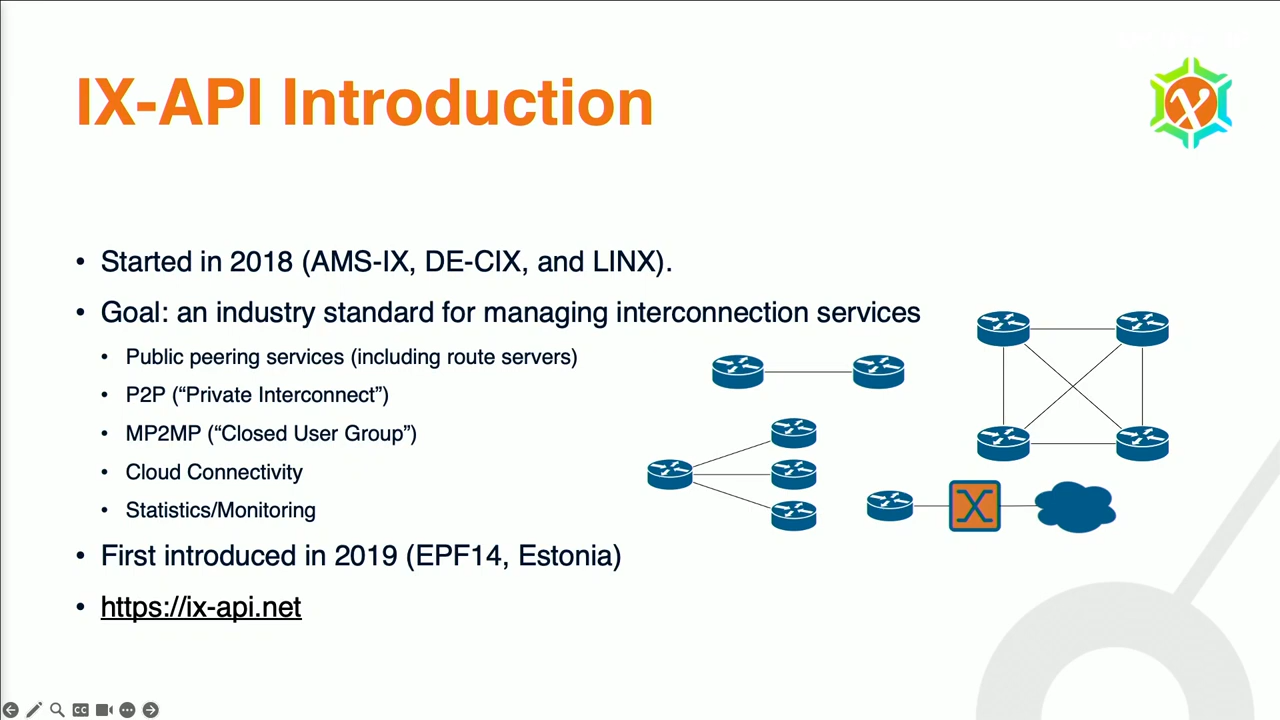 IX-API Introduction
• Started in 2018 (AMS-IX, DE-CIX, and LINX).
• Goal: an industry standard for managing interconnection services
• Public peering services (including route servers)
• P2P (“Private Interconnect”)
• MP2MP (“Closed User Group”)
• Cloud Connectivity
• Statistics/Monitoring
• First introduced in 2019 (EPF14, Estonia)
• https://ix-api.net
CC